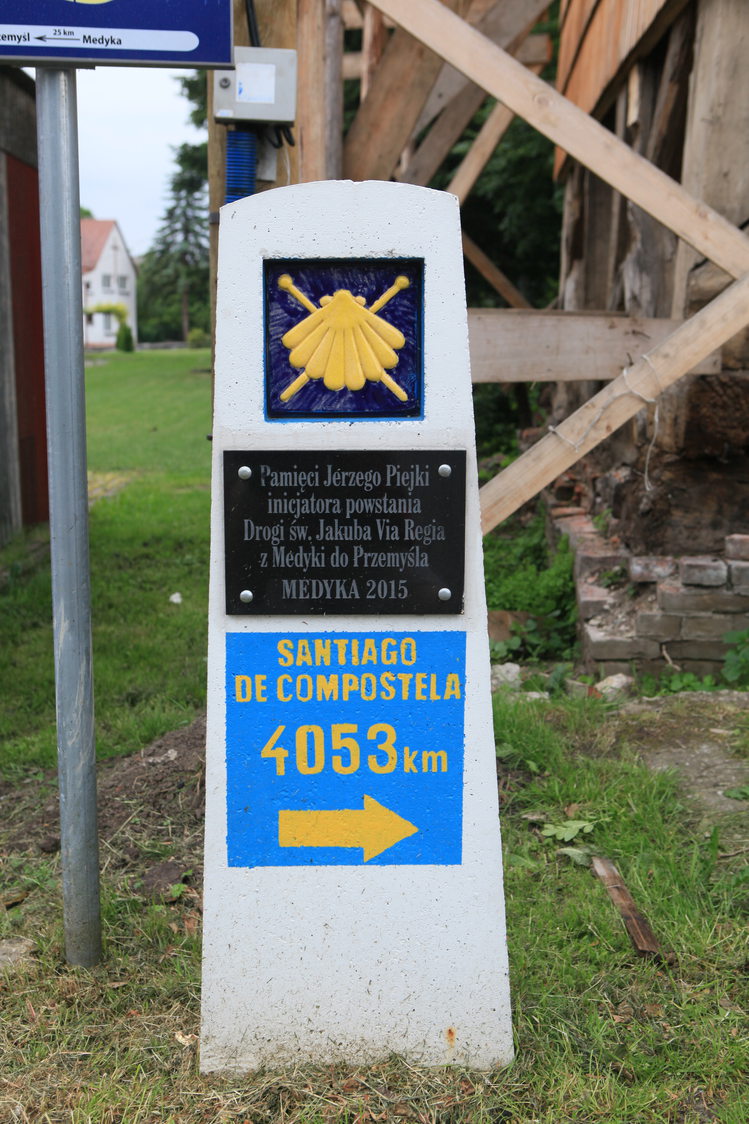 25 km
Medyka
Pamięci Jerzego Piejki
inicjatora powstania
Drogi św. Jakuba Via Regia
z Medyki do Przemyśla
MEDYKA 2015
SANTIAGO
DE COMPOSTELA
4053 km